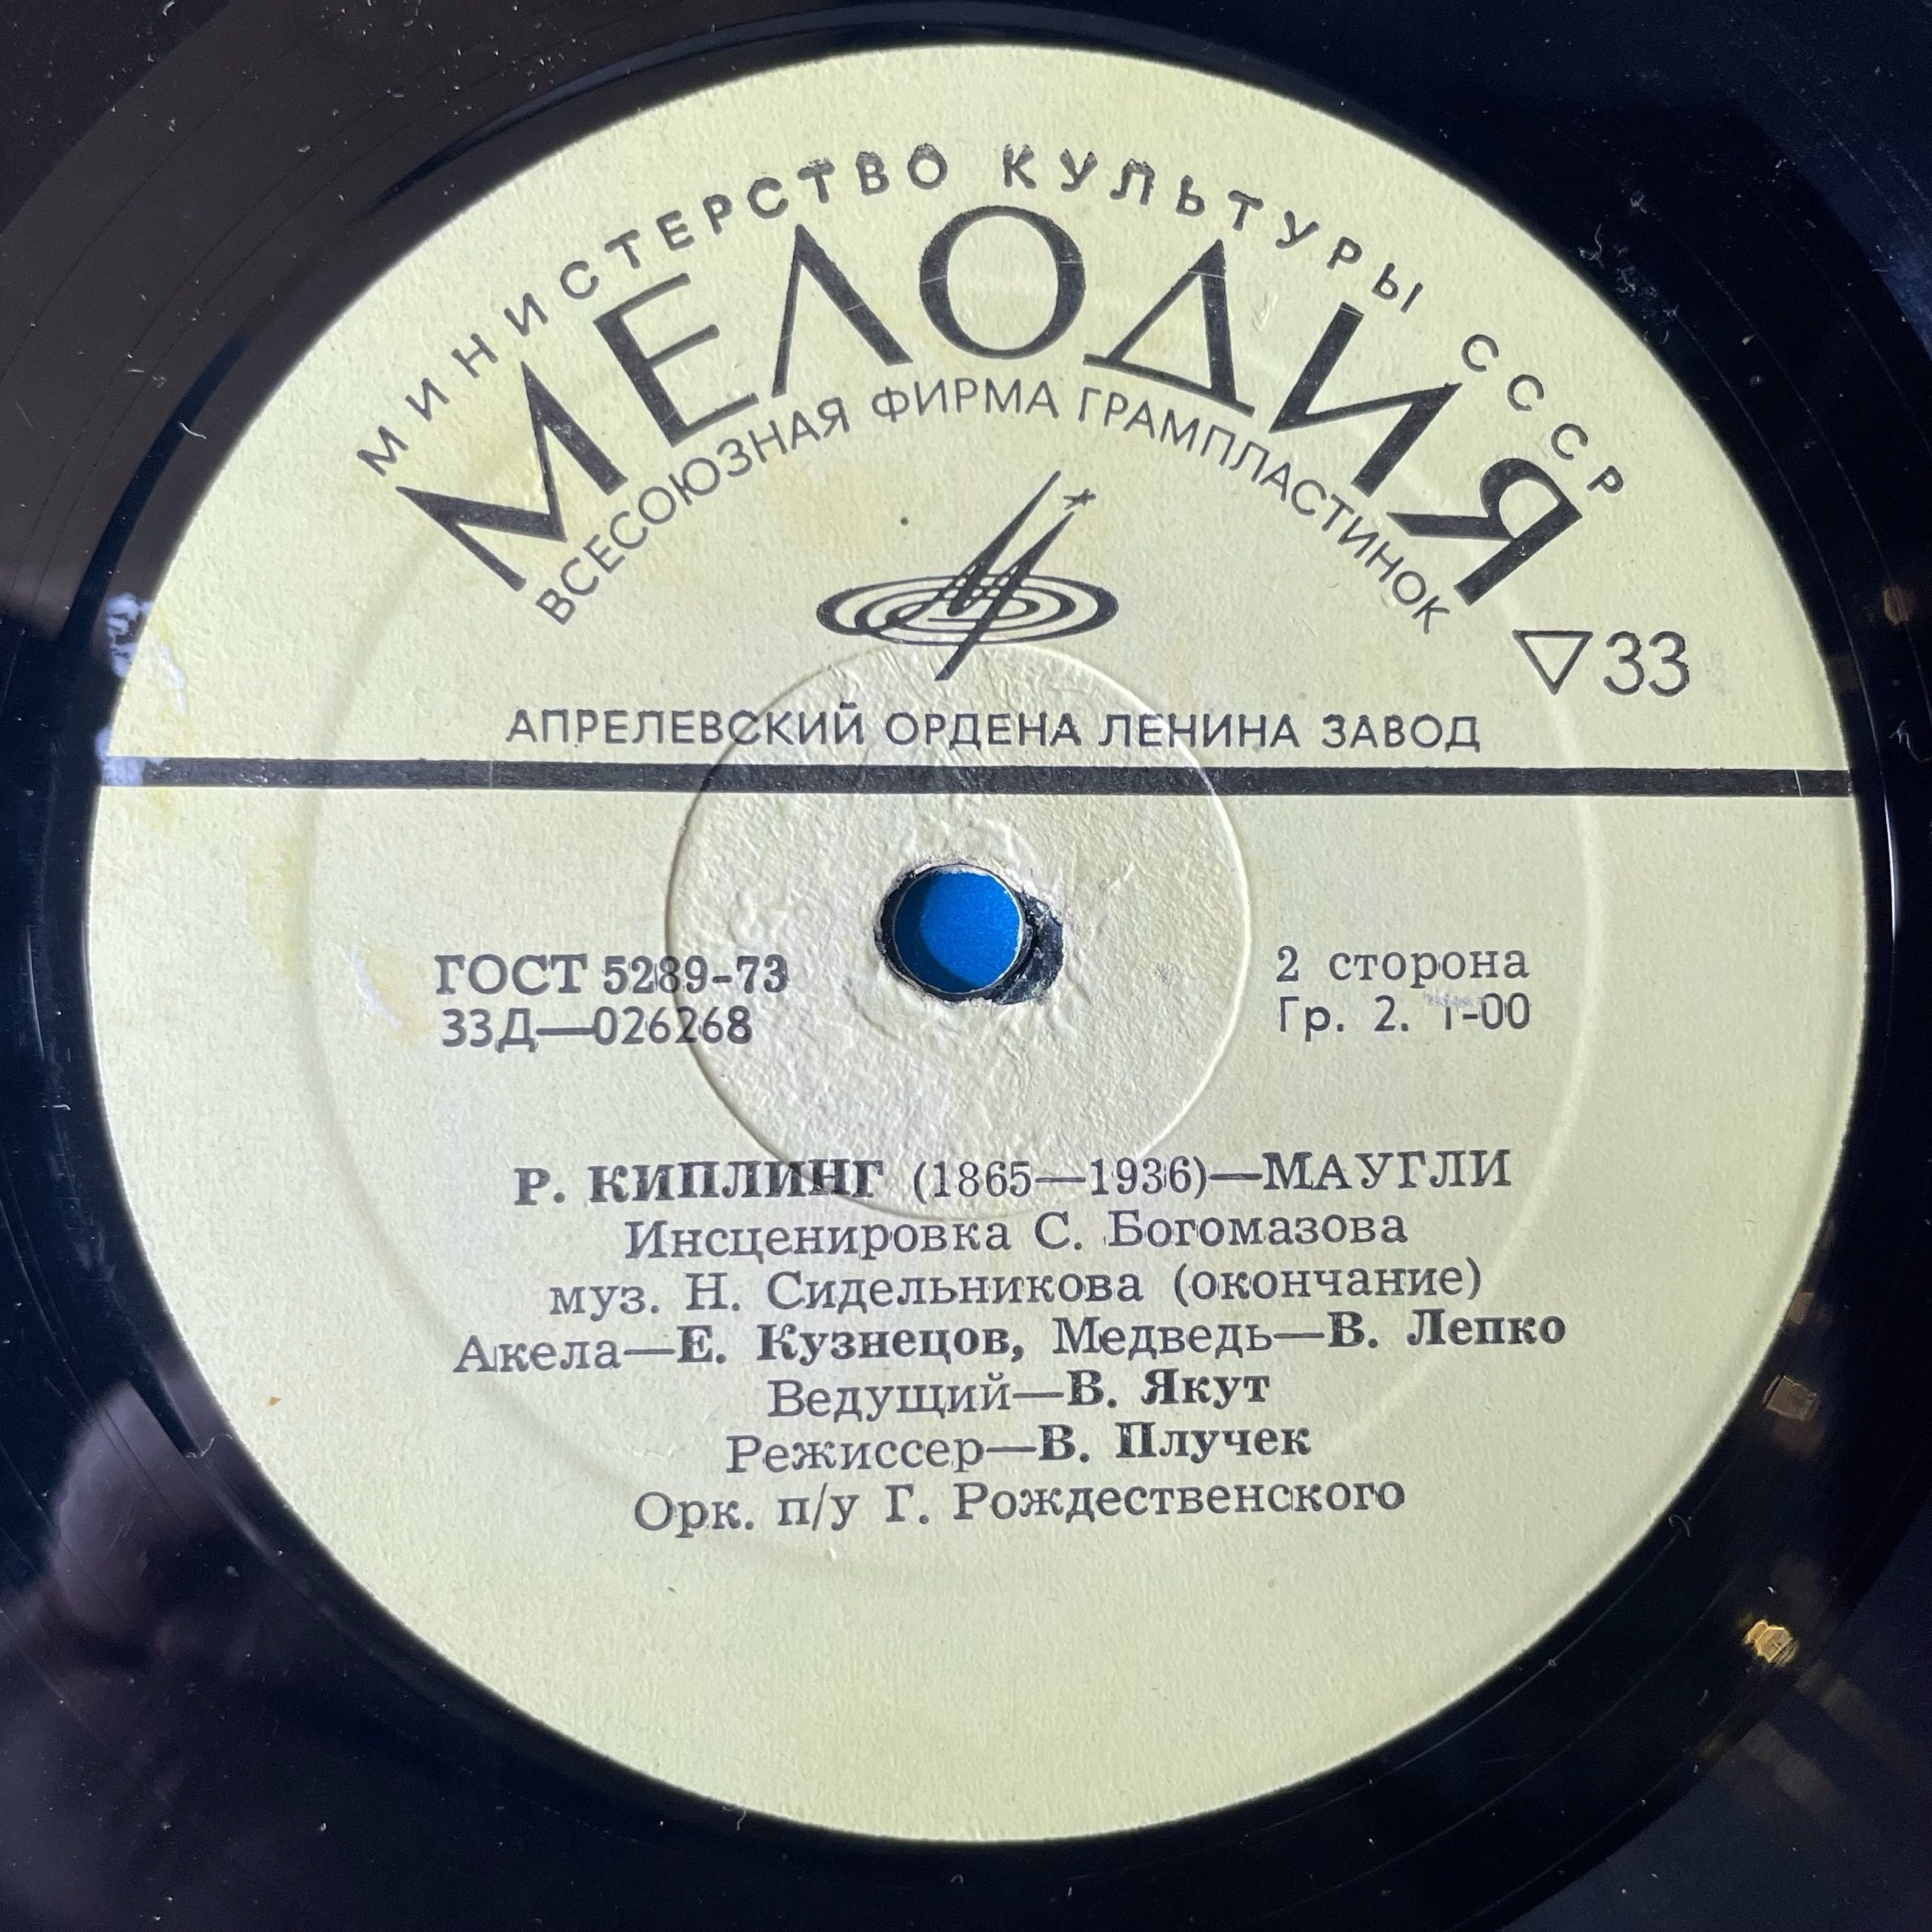 МИНИСТЕРСТВО КУЛЬТУРЫ СССР
МЕЛОДИЯ
ВСЕСОЮЗНАЯ ФИРМА ГРАМПЛАСТИНОК
▽33
АПРЕЛЕВСКИЙ ОРДЕНА ЛЕНИНА ЗАВОД
ГОСТ 5289-73
33Д—026268
2 сторона
Гр. 2. 1-00
Р. КИПЛИНГ (1865—1936)—МАУГЛИ
Инсценировка С. Богомазова
муз. Н. Сидельникова (окончание)
Акела—Е. Кузнецов, Медведь—В. Лепко
Ведущий—В. Якут
Режиссер—В. Плучек
Орк. п/у Г. Рождественского